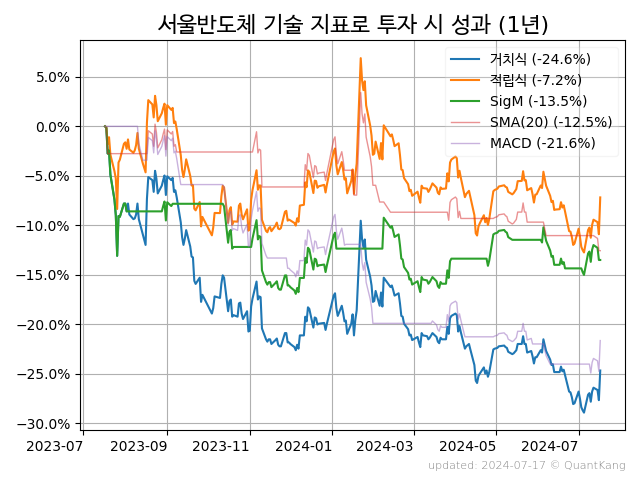 서울반도체 기술 지표로 투자 시 성과 (1년)
거치식 (-24.6%)
적립식 (-7.2%)
SigM (-13.5%)
SMA(20) (-12.5%)
MACD (-21.6%)
5.0%
0.0%
−5.0%
−10.0%
−15.0%
−20.0%
−25.0%
−30.0%
2023-07 2023-09 2023-11 2024-01 2024-03 2024-05 2024-07
updated: 2024-07-17 © QuantKang